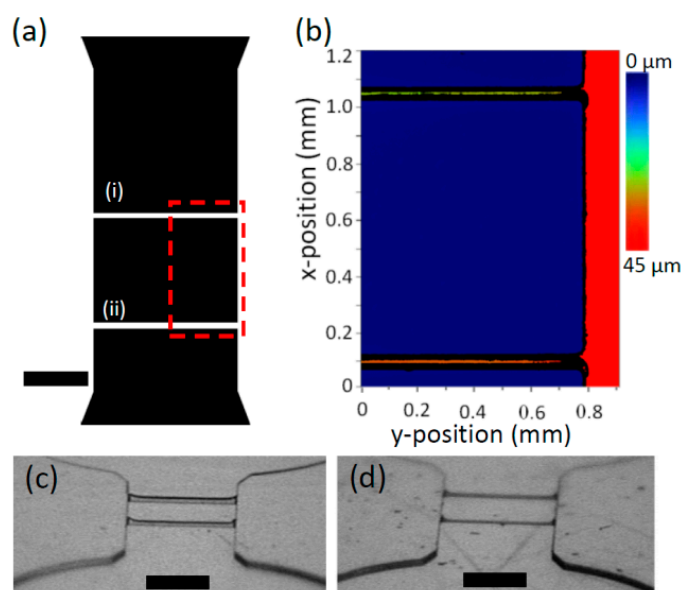 (a)
(i)
(ii)
(b)
1.2
1.0
0.8
0.6
0.4
0.2
0
x-position (mm)
0 0.2 0.4 0.6 0.8
y-position (mm)
0 µm
45 µm
(c)
(d)